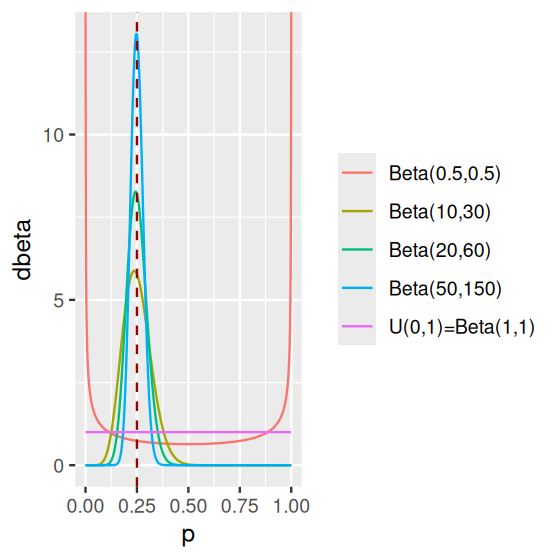 dbeta
10
5
0
0.00 0.25 0.50 0.75 1.00
p
Beta(0.5,0.5)
Beta(10,30)
Beta(20,60)
Beta(50,150)
U(0,1)=Beta(1,1)